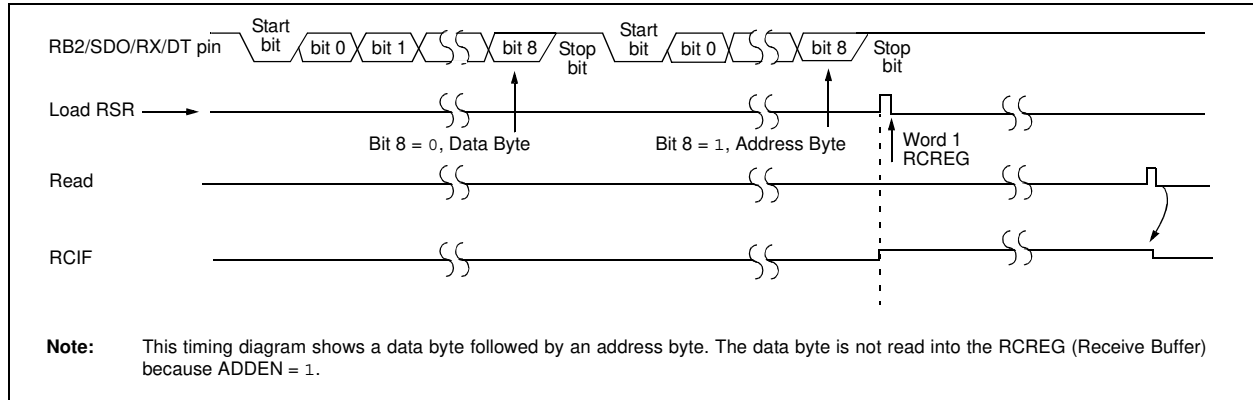 RB2/SDO/RX/DT pin
Start
bit
bit 0
bit 1
bit 8
Stop
bit
Start
bit
bit 0
bit 8
Stop
bit
Load RSR
Bit 8 = 0, Data Byte
Bit 8 = 1, Address Byte
Word 1
RCREG
Read
RCIF
Note: This timing diagram shows a data byte followed by an address byte. The data byte is not read into the RCREG (Receive Buffer)
because ADDEN = 1.